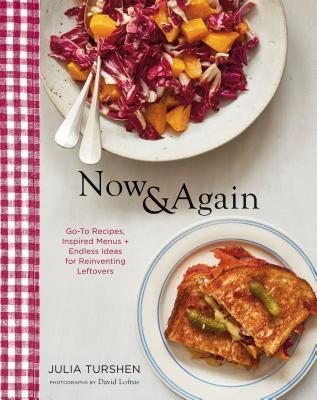 Now & Again
Go-To Recipes,
Inspired Menus +
Endless Ideas
for Reinventing
Leftovers
JULIA TURSHEN
PHOTOGRAPHS BY David Loftus